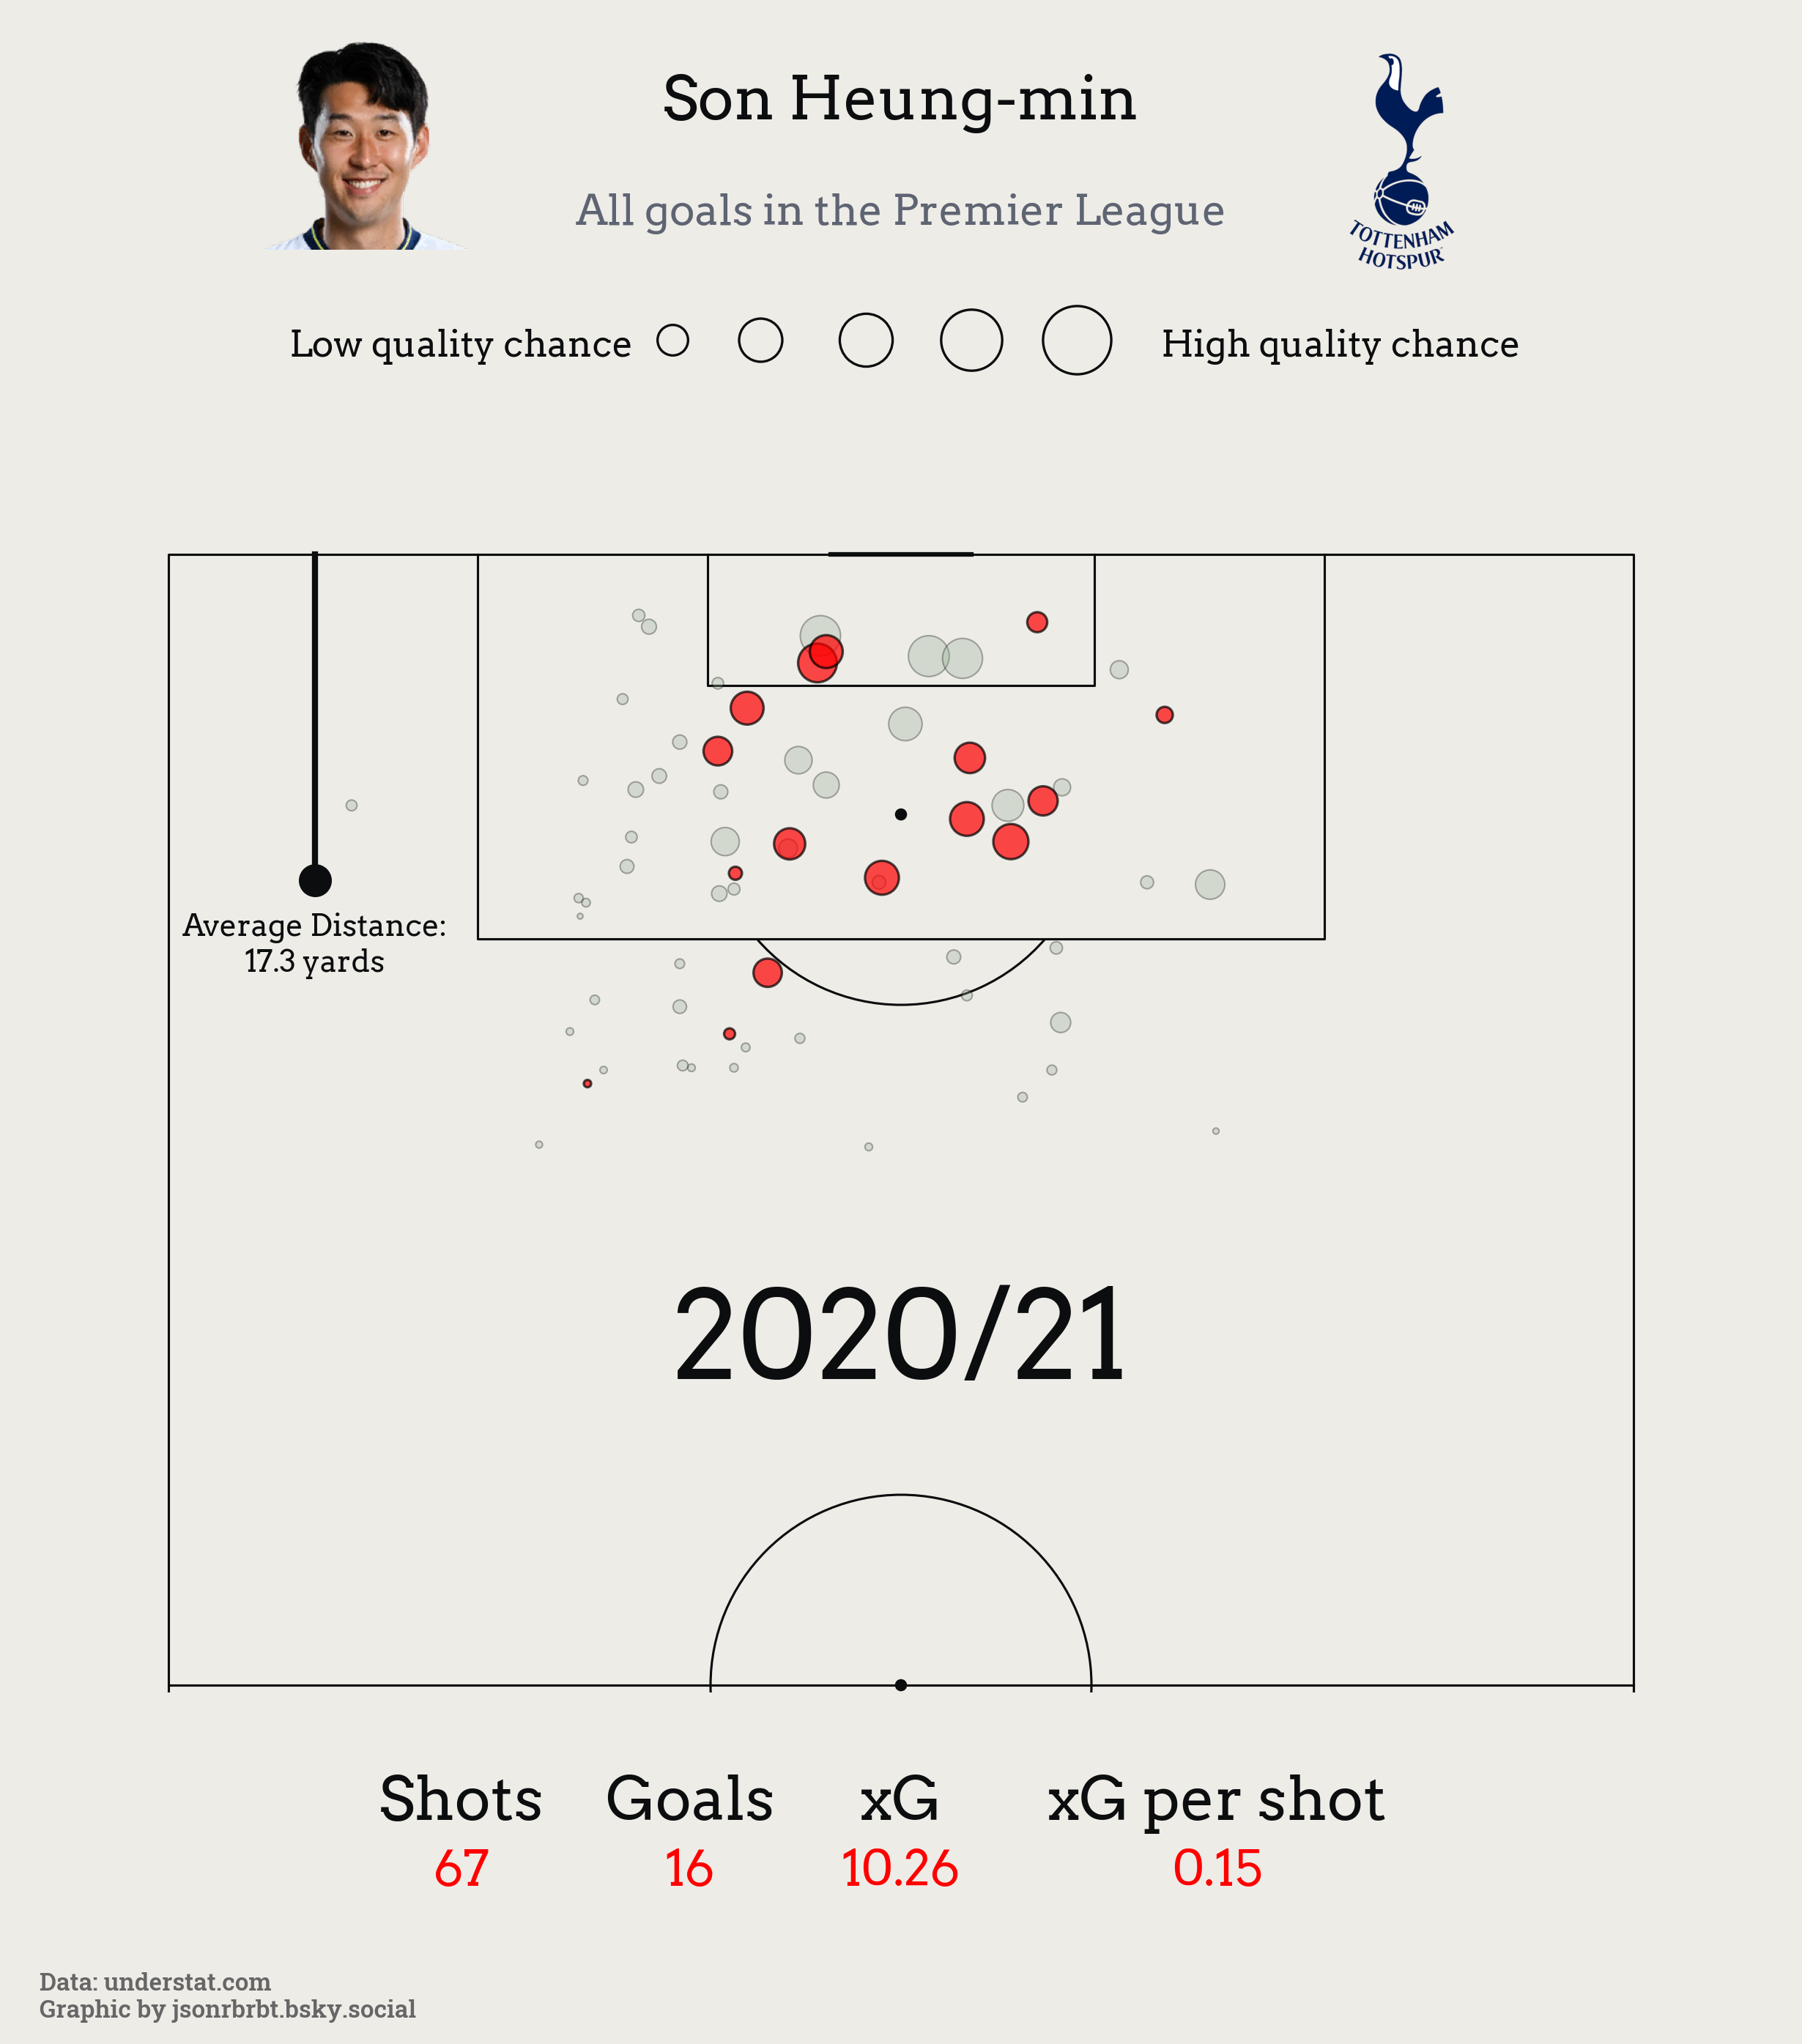 Son Heung-min
All goals in the Premier League
TOTTENHAM
HOTSPUR
Low quality chance
High quality chance
Average Distance:
17.3 yards
2020/21
Shots Goals xG xG per shot
67 16 10.26 0.15
Data: understat.com
Graphic by jsonrbrbt.bsky.social